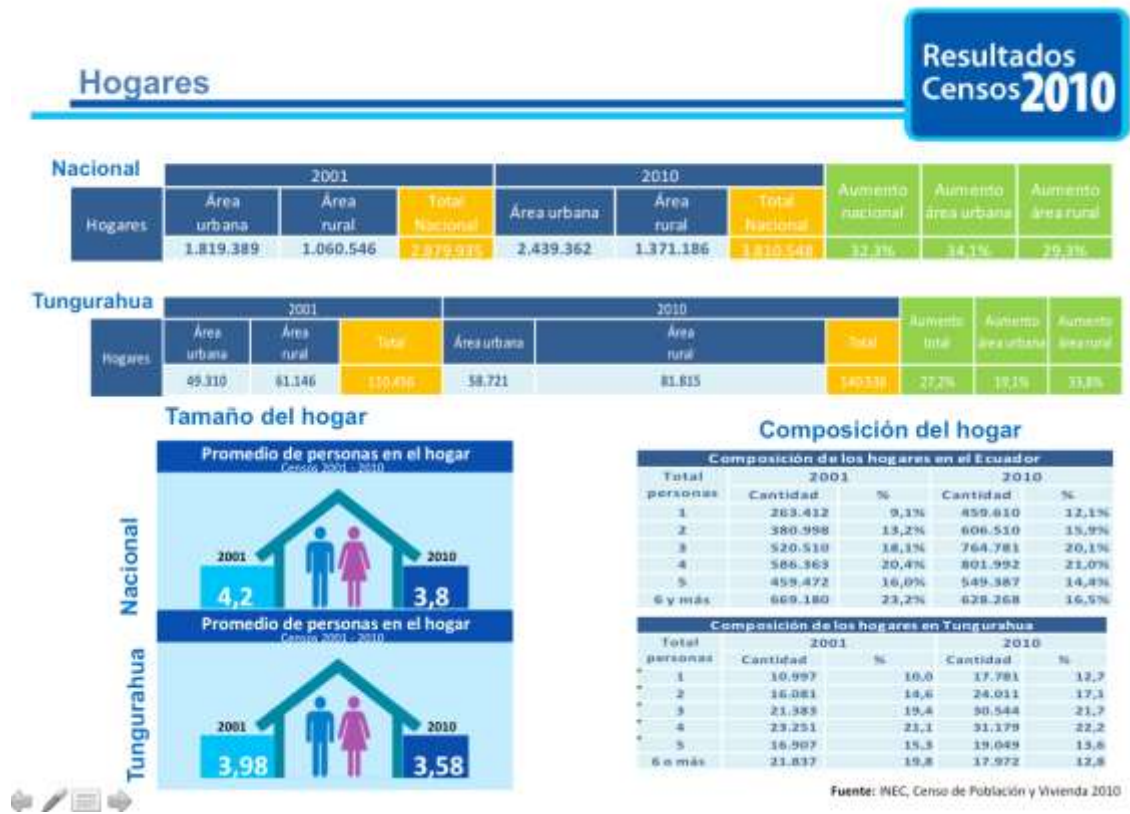 Hogares
Resultados
Censos 2010
Nacional
2001 2010 Aumento nacional Aumento área urbana Aumento área rural
Hogares Área urbana Área rural Total Nacional Área urbana Área rural Total Nacional
1.819.389 1.060.546 2.879.935 2.439.362 1.371.186 3.810.548 32,3% 34,1% 29,3%
Tungurahua
2001 2010 Aumento total Aumento área urbana Aumento área rural
Hogares Área urbana Área rural Total Área urbana Área rural Total
49.310 61.146 110.456 58.721 81.815 140.536 27,2% 19,1% 33,8%
Tamaño del hogar
Nacional
Promedio de personas en el hogar
Censos 2001 - 2010
2001 2010
4,2 3,8
Tungurahua
Promedio de personas en el hogar
Censos 2001 - 2010
2001 2010
3,98 3,58
Composición del hogar
Composición de los hogares en el Ecuador
Total personas 2001 2010
Cantidad % Cantidad %
1 263.412 9,1% 459.610 12,1%
2 380.998 13,2% 606.510 15,9%
3 520.510 18,1% 764.781 20,1%
4 586.363 20,4% 801.992 21,0%
5 459.472 16,0% 549.387 14,4%
6 y más 669.180 23,2% 628.268 16,5%
Composición de los hogares en Tungurahua
Total personas 2001 2010
Cantidad % Cantidad %
1 10.997 10,0 17.781 12,7
2 16.081 14,6 24.011 17,1
3 21.383 19,4 30.544 21,7
4 23.251 21,1 31.179 22,2
5 16.907 15,3 19.049 13,6
6 o más 21.837 19,8 17.972 12,8
Fuente: INEC, Censo de Población y Vivienda 2010